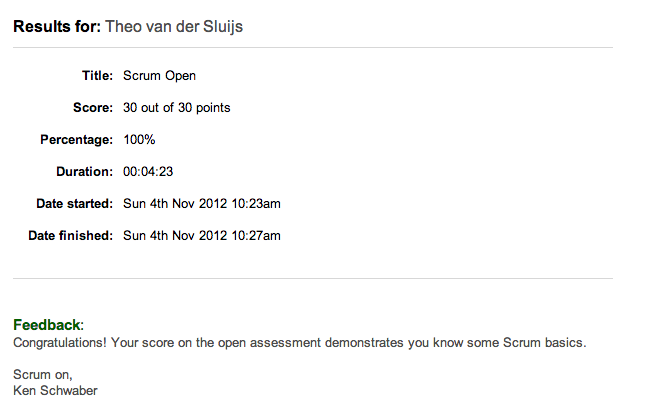 Results for: Theo van der Sluijs
Title: Scrum Open
Score: 30 out of 30 points
Percentage: 100%
Duration: 00:04:23
Date started: Sun 4th Nov 2012 10:23am
Date finished: Sun 4th Nov 2012 10:27am
Feedback:
Congratulations! Your score on the open assessment demonstrates you know some Scrum basics.
Scrum on,
Ken Schwaber